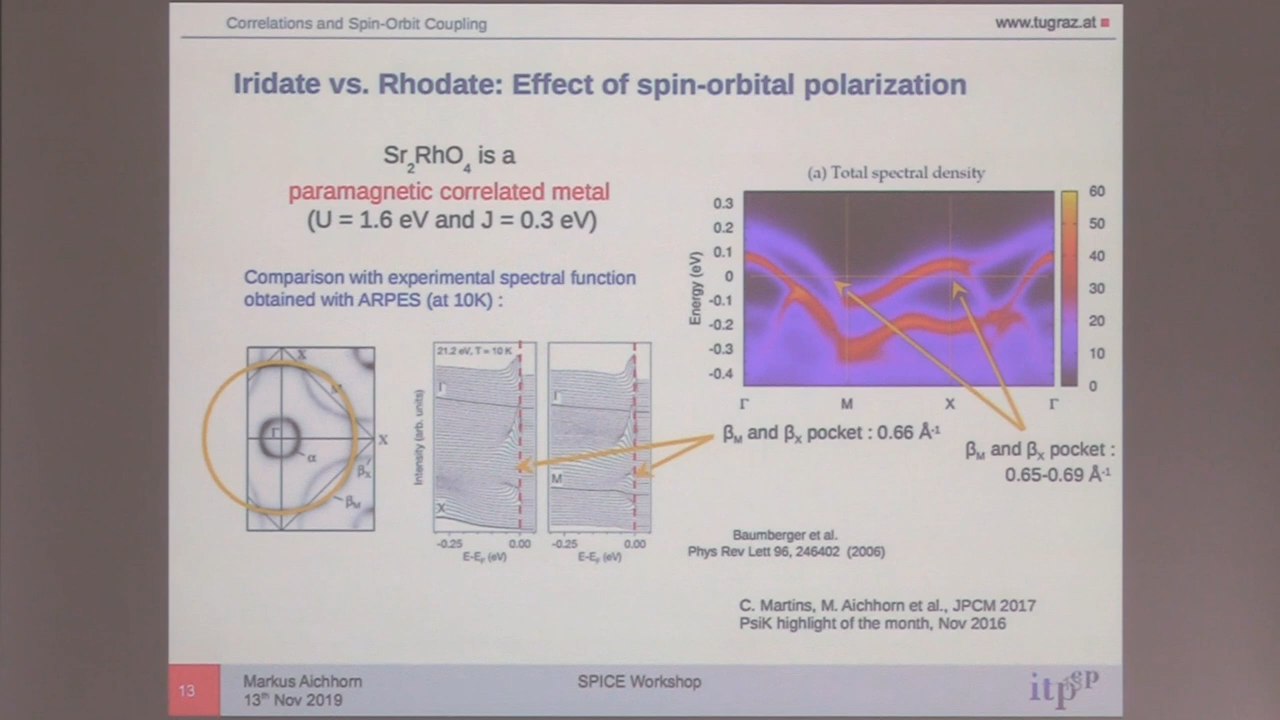 Correlations and Spin-Orbit Coupling
www.tugraz.at
Iridate vs. Rhodate: Effect of spin-orbital polarization
Sr2RhO4 is a
paramagnetic correlated metal
(U = 1.6 eV and J = 0.3 eV)
Comparison with experimental spectral function
obtained with ARPES (at 10K) :
X
M
Γ
X
α
βX
βM
21.2 eV, T = 10 K
Γ
Γ
M
X
Intensity (arb. units)
-0.25
0.00
-0.25
0.00
E-EF (eV)
E-EF (eV)
(a) Total spectral density
0.3
0.2
0.1
0
-0.1
-0.2
-0.3
-0.4
Energy (eV)
Γ
M
X
Γ
60
50
40
30
20
10
0
βM and βX pocket : 0.66 Å-1
βM and βX pocket :
0.65-0.69 Å-1
Baumberger et al.
Phys Rev Lett 96, 246402 (2006)
C. Martins, M. Aichhorn et al., JPCM 2017
PsiK highlight of the month, Nov 2016
13
Markus Aichhorn
13th Nov 2019
SPICE Workshop
itp cp